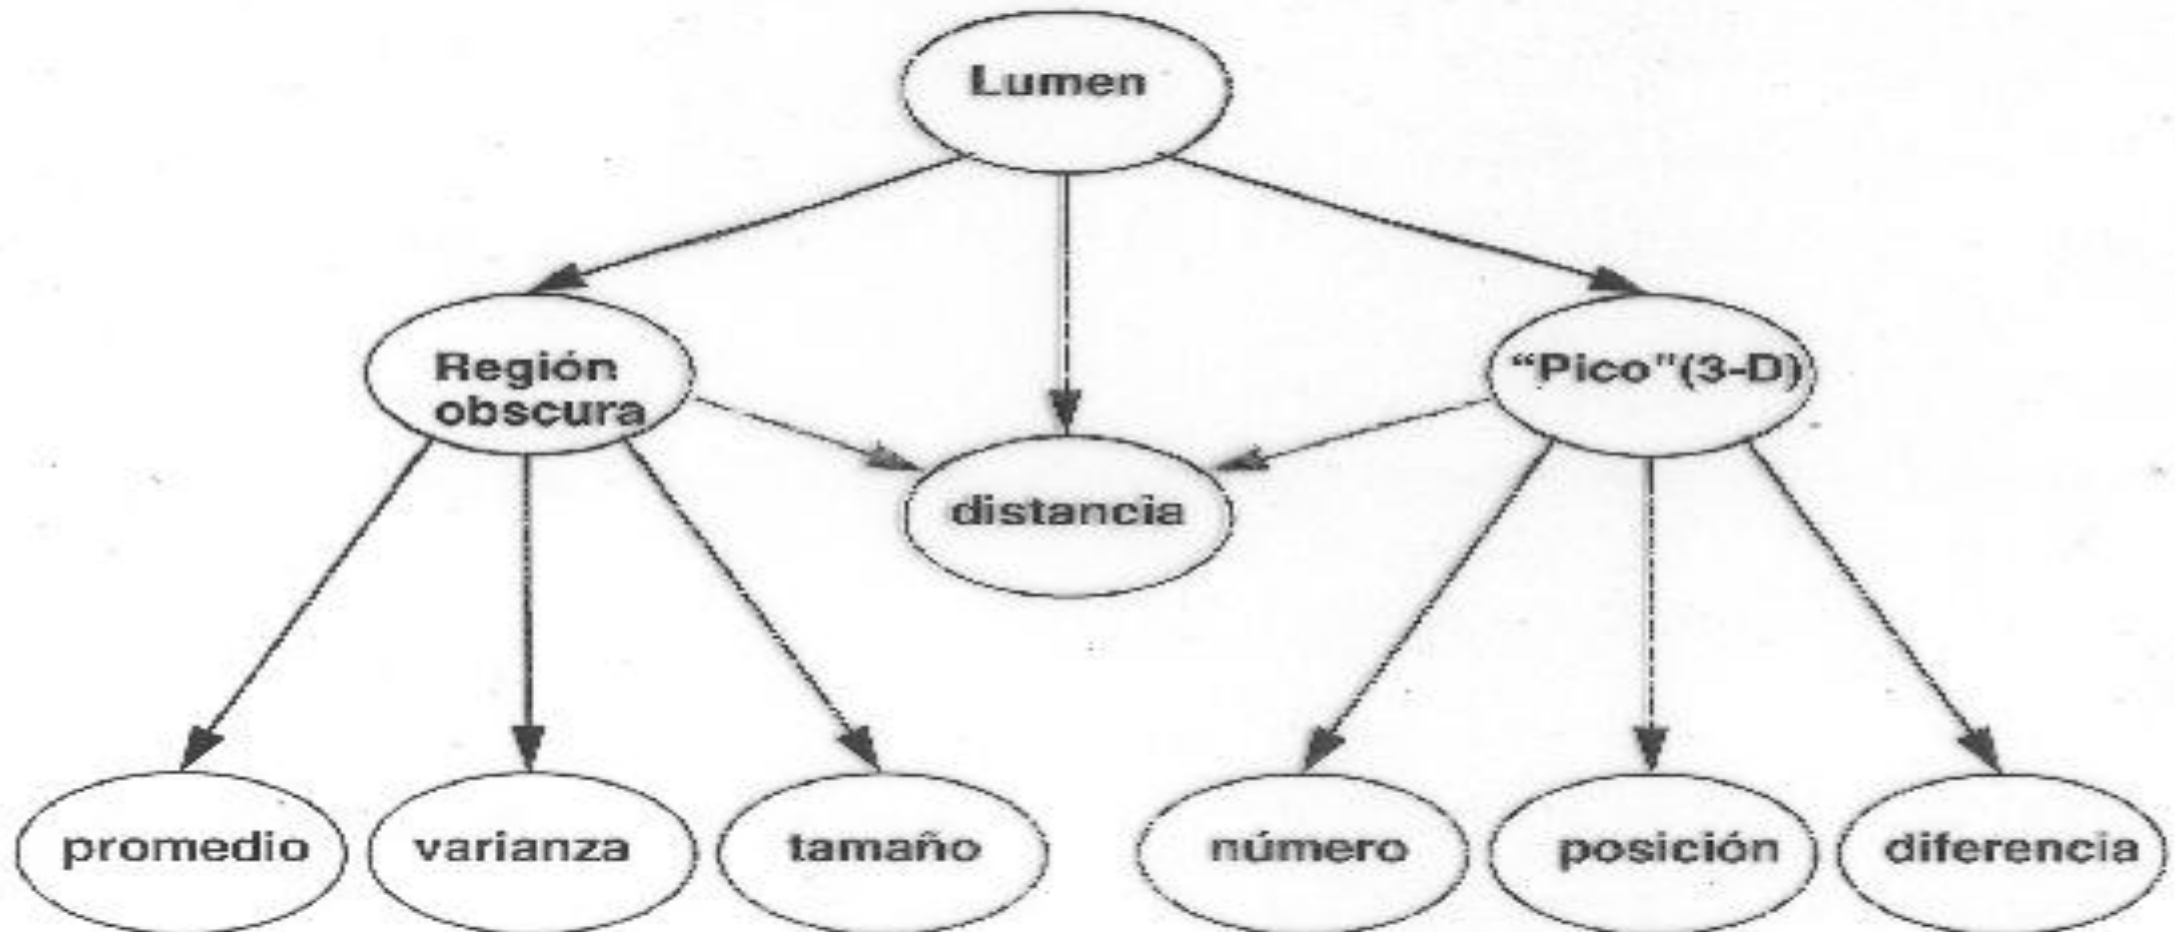 Lumen
Región
obscura
“Pico"(3-D)
distancia
promedio
varianza
tamaño
número
posición
diferencia